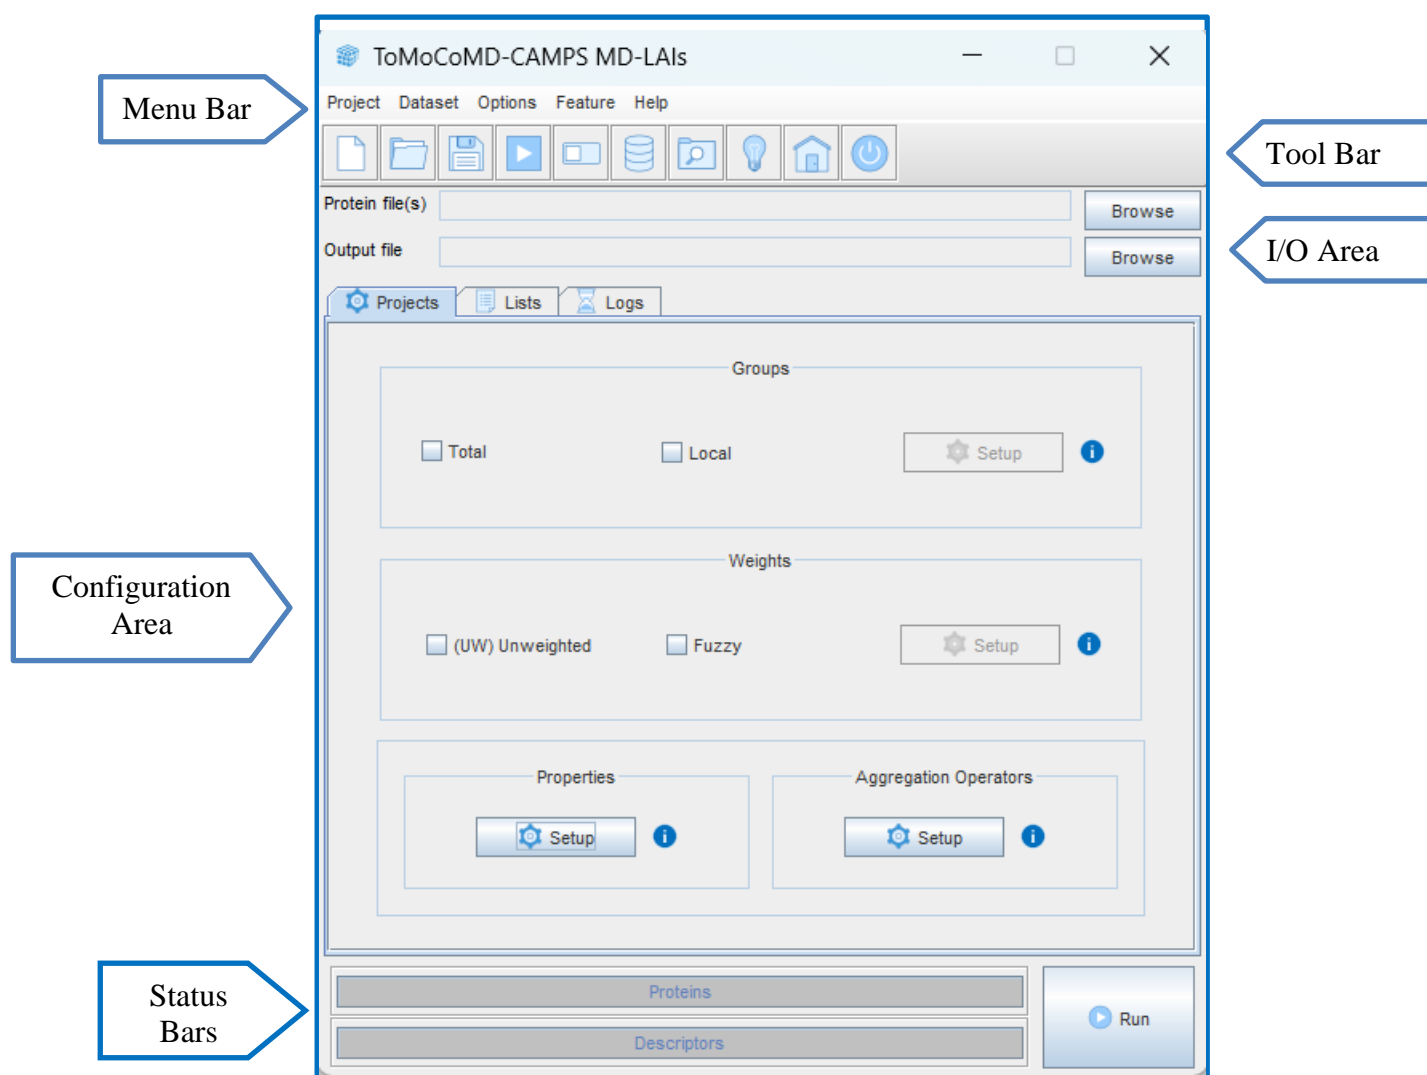 ToMoCoMD-CAMPS MD-LAIs
Menu Bar
Project Dataset Options Feature Help
Tool Bar
Protein file(s)
Browse
Output file
Browse
I/O Area
Projects Lists Logs
Groups
Total Local Setup
Configuration
Area
Weights
(UW) Unweighted Fuzzy Setup
Properties Aggregation Operators
Setup Setup
Status
Bars
Proteins
Descriptors
Run